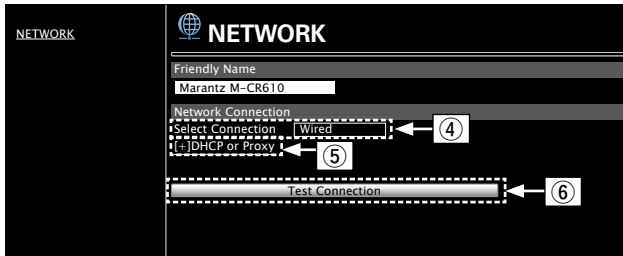 NETWORK
NETWORK
Friendly Name
Marantz M-CR610
Network Connection
Select Connection Wired ④
[+]DHCP or Proxy ⑤
Test Connection ⑥